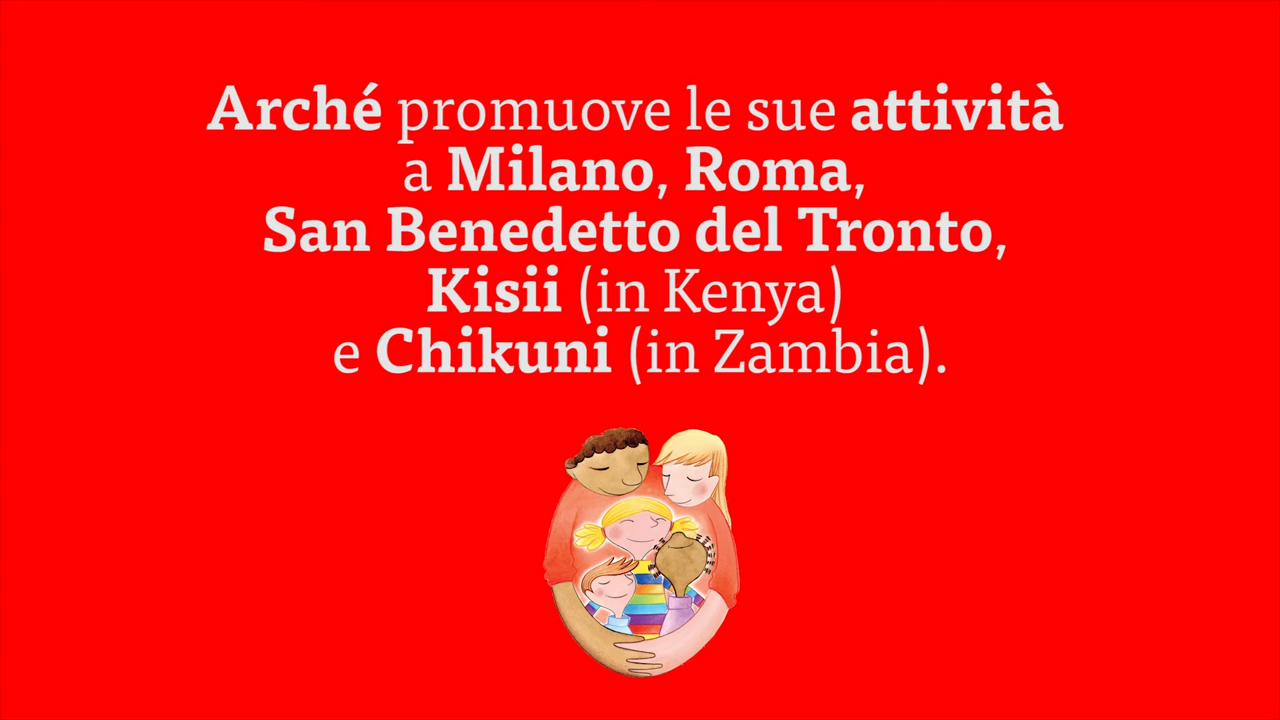 Arché promuove le sue attività
a Milano, Roma,
San Benedetto del Tronto,
Kisii (in Kenya)
e Chikuni (in Zambia).